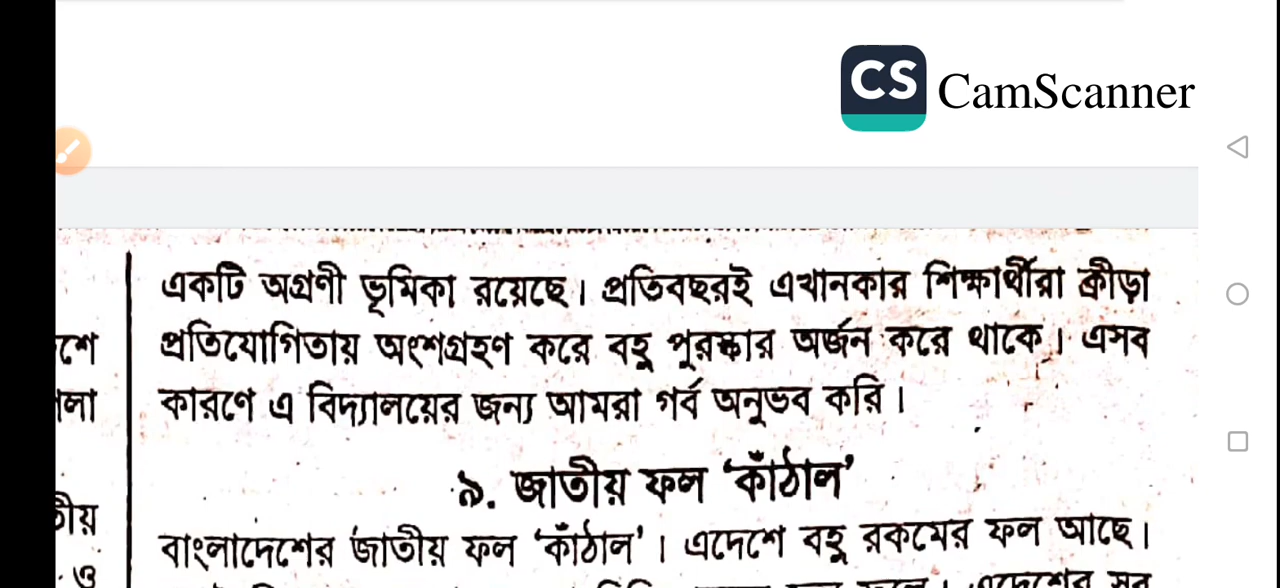 CS CamScanner
একটি অগ্রণী ভূমিকা রয়েছে। প্রতিবছরই এখানকার শিক্ষার্থীরা ক্রীড়া
শে প্রতিযোগিতায় অংশগ্রহণ করে বহু পুরস্কার অর্জন করে থাকে। এসব
লা কারণে এ বিদ্যালয়ের জন্য আমরা গর্ব অনুভব করি।
৯. জাতীয় ফল ‘কাঁঠাল’
তীয় বাংলাদেশের জাতীয় ফল ‘কাঁঠাল’। এদেশে বহু রকমের ফল আছে।
ও